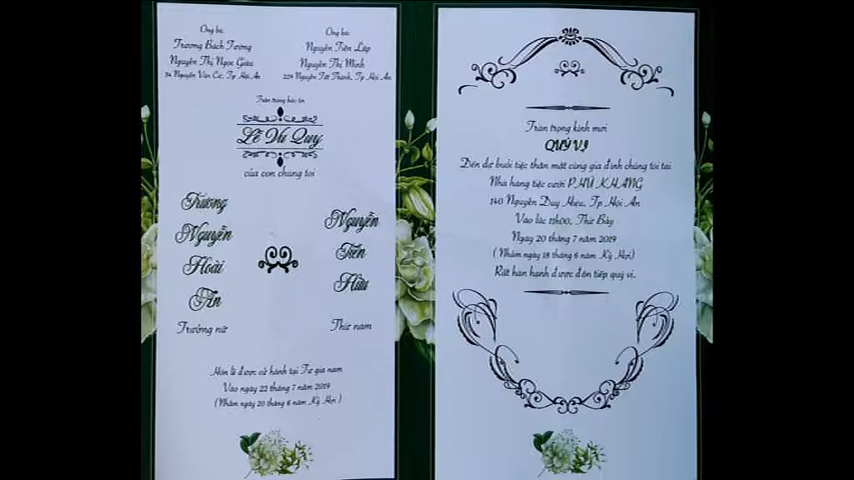 Ông bà:
Trương Bách Tường
Nguyễn Thị Ngọc Giàu
Nguyễn Văn Cừ, Tp Hội An
Ông bà:
Nguyễn Tiến Lập
Nguyễn Thị Minh
Nguyễn Tất Thành, Tp Hội An
Trân trọng báo tin
Lễ Vu Quy
của con chúng tôi
Trương
Nguyễn
Hoài
Ân
Trưởng nữ
Nguyễn
Tiến
Hữu
Thứ nam
Hôn lễ được cử hành tại Tư gia nam
Vào ngày 22 tháng 7 năm 2019
(Nhằm ngày 20 tháng 6 năm Kỷ Hợi)
Trân trọng kính mời
QUÝ VỊ
Đến dự buổi tiệc thân mật cùng gia đình chúng tôi tại
Nhà hàng tiệc cưới PHÚ KHANG
140 Nguyễn Duy Hiệu, Tp Hội An
Vào lúc 11h00, Thứ Bảy
Ngày 20 tháng 7 năm 2019
(Nhằm ngày 18 tháng 6 năm Kỷ Hợi)
Rất hân hạnh được đón tiếp quý vị.